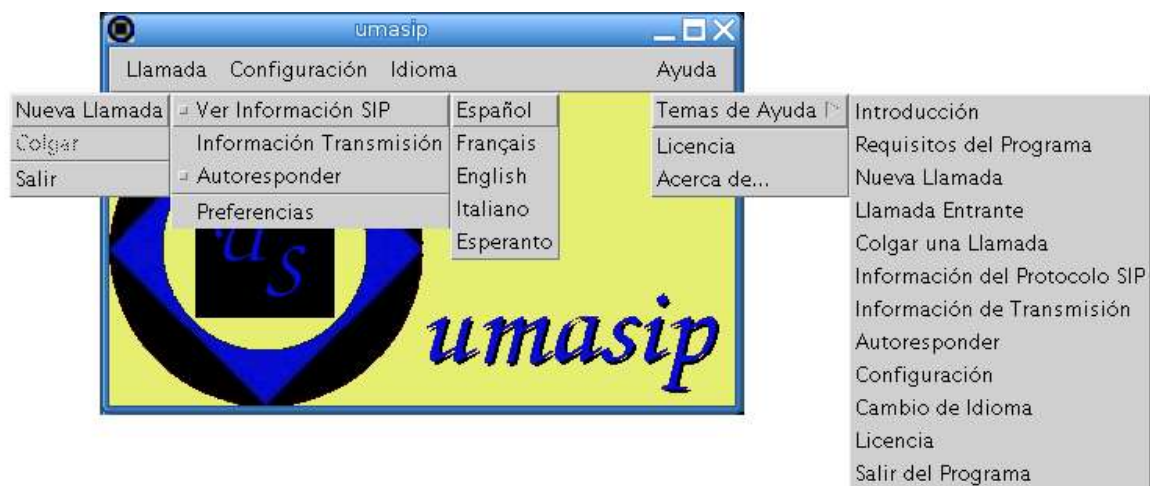 umasip
Llamada Configuración Idioma Ayuda
Nueva Llamada
Colgar
Salir
Ver Información SIP
Información Transmisión
Autoresponder
Preferencias
Español
Français
English
Italiano
Esperanto
Temas de Ayuda
Licencia
Acerca de...
Introducción
Requisitos del Programa
Nueva Llamada
Llamada Entrante
Colgar una Llamada
Información del Protocolo SIP
Información de Transmisión
Autoresponder
Configuración
Cambio de Idioma
Licencia
Salir del Programa
us
umasip